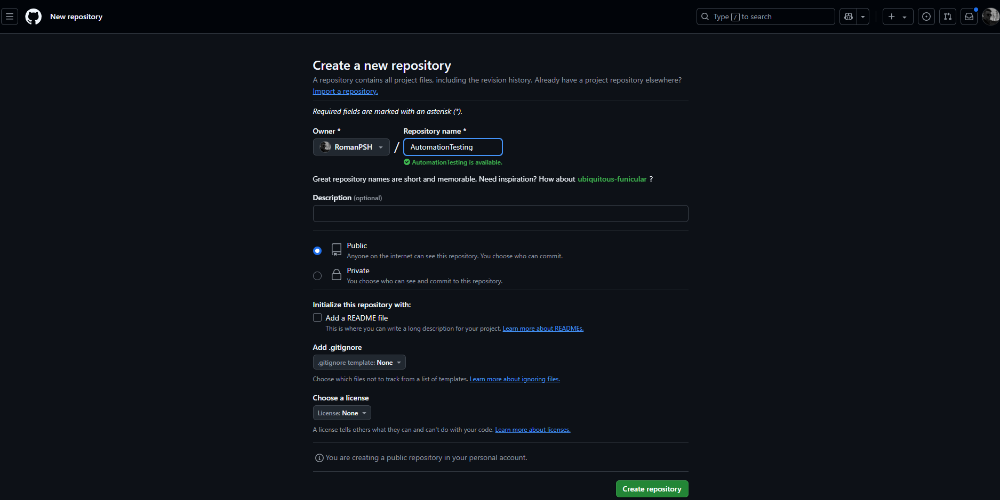 New repository
Type / to search
Create a new repository
A repository contains all project files, including the revision history. Already have a project repository elsewhere?
Import a repository.
Required fields are marked with an asterisk (*).
Owner * Repository name *
RomanPSH / AutomationTesting
AutomationTesting is available.
Great repository names are short and memorable. Need inspiration? How about ubiquitous-funicular ?
Description (optional)
Public
Anyone on the internet can see this repository. You choose who can commit.
Private
You choose who can see and commit to this repository.
Initialize this repository with:
Add a README file
This is where you can write a long description for your project. Learn more about READMEs.
Add .gitignore
.gitignore template: None
Choose which files not to track from a list of templates. Learn more about ignoring files.
Choose a license
License: None
A license tells others what they can and can't do with your code. Learn more about licenses.
You are creating a public repository in your personal account.
Create repository